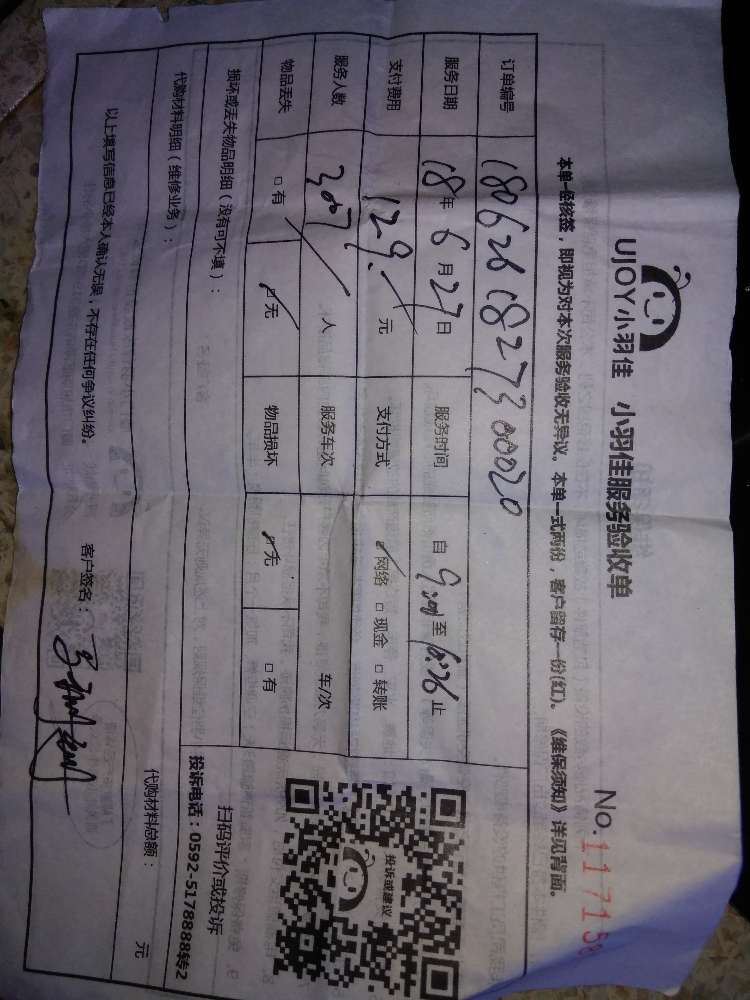 UJOY小羽佳 小羽佳服务验收单
No.117158
本单一经核签，即视为对本次服务验收无异议。本单一式两份，客户留存一份(红)。《维保须知》详见背面。
订单编号 1806261827300020
服务日期 18年6月27日 服务时间 自 至 止
支付费用 129. 元 支付方式 网络 □现金 □转账
服务人数 人 服务车次 车/次
物品丢失 □有 □无 物品损坏 □无 □有
损坏或丢失物品明细（没有可不填）：
扫码评价或投诉
投诉电话：0592-5178888转2
投诉或建议
代购材料明细（维修业务）：
代购材料总额： 元
以上填写信息已经本人确认无误，不存在任何争议纠纷。 客户签名：